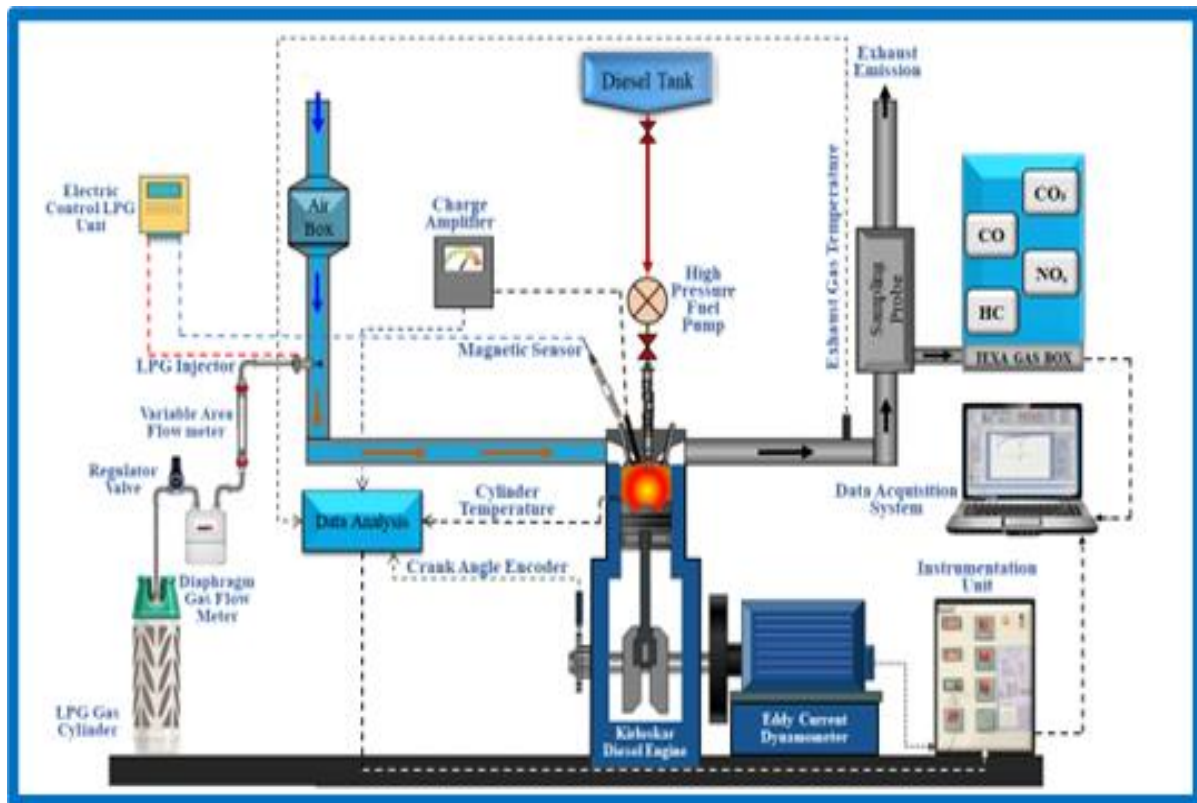 Exhaust
Emission
Diesel Tank
Electric
Control LPG
Unit
Air
Box
Charge
Amplifier
Exhaust Gas Temperature
CO₂
CO
NOₓ
HC
High
Pressure
Fuel
Pump
Sampling
Probe
Magnetic Sensor
LPG Injector
HEXA GAS BOX
Variable Area
Flow meter
Regulator
Valve
Cylinder
Temperature
Data Analysis
Data Acquisition
System
Crank Angle Encoder
Diaphragm
Gas Flow
Meter
Instrumentation
Unit
LPG Gas
Cylinder
Kirloskar
Diesel Engine
Eddy Current
Dynamometer